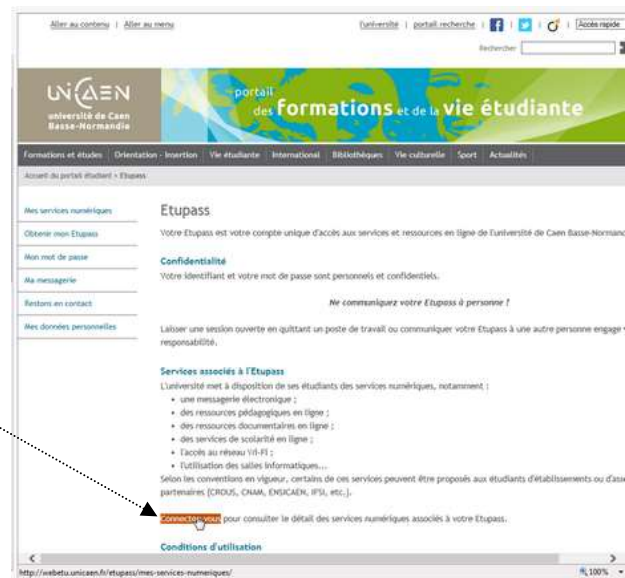 Aller au contenu | Aller au menu
l'université | portail recherche | Accès rapide
Rechercher
UNICAEN
université de Caen
Basse-Normandie
portail
des formations et de la vie étudiante
Formations et études Orientation - Insertion Vie étudiante International Bibliothèques Vie culturelle Sport Actualités
Accueil du portail étudiant > Etupass
Mes services numériques
Obtenir mon Etupass
Mon mot de passe
Ma messagerie
Restons en contact
Mes données personnelles
Etupass
Votre Etupass est votre compte unique d'accès aux services et ressources en ligne de l'université de Caen Basse-Normand
Confidentialité
Votre identifiant et votre mot de passe sont personnels et confidentiels.
Ne communiquez votre Etupass à personne !
Laisser une session ouverte en quittant un poste de travail ou communiquer votre Etupass à une autre personne engage
responsabilité.
Services associés à l'Etupass
L'université met à disposition de ses étudiants des services numériques, notamment :
• une messagerie électronique ;
• des ressources pédagogiques en ligne ;
• des ressources documentaires en ligne ;
• des services de scolarité en ligne ;
• l'accès au réseau Wi-Fi ;
• l'utilisation des salles informatiques...
Selon les conventions en vigueur, certains de ces services peuvent être proposés aux étudiants d'établissements ou d'ass
partenaires (CROUS, CNAM, ENSICAEN, IFSI, etc.).
Connectez-vous pour consulter le détail des services numériques associés à votre Etupass.
Conditions d'utilisation
http://webetu.unicaen.fr/etupass/mes-services-numeriques/
100%